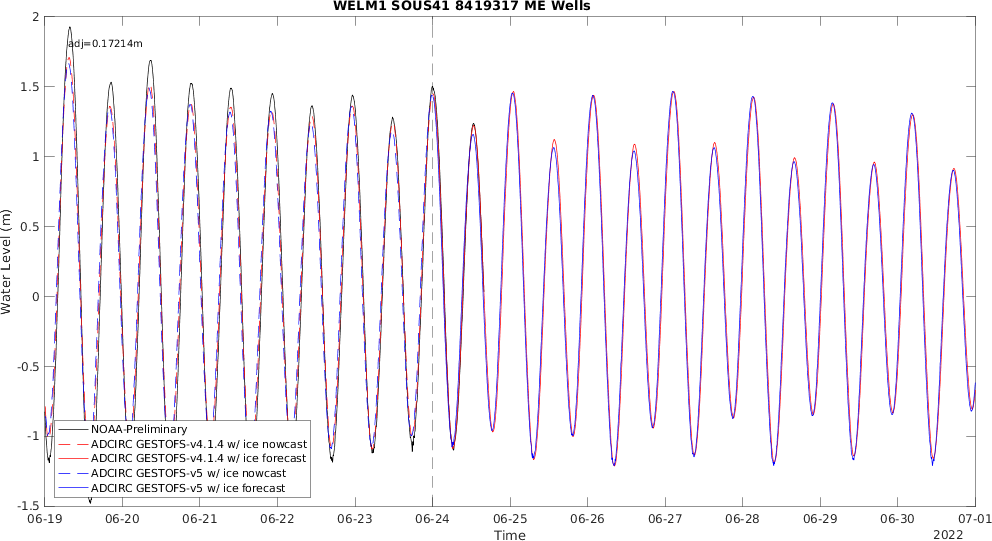 WELM1 SOUS41 8419317 ME Wells
adj=0.17214m
Water Level (m)
2
1.5
1
0.5
0
-0.5
-1
-1.5
NOAA-Preliminary
ADCIRC GESTOFS-v4.1.4 w/ ice nowcast
ADCIRC GESTOFS-v4.1.4 w/ ice forecast
ADCIRC GESTOFS-v5 w/ ice nowcast
ADCIRC GESTOFS-v5 w/ ice forecast
06-19 06-20 06-21 06-22 06-23 06-24 06-25 06-26 06-27 06-28 06-29 06-30 07-01
Time
2022